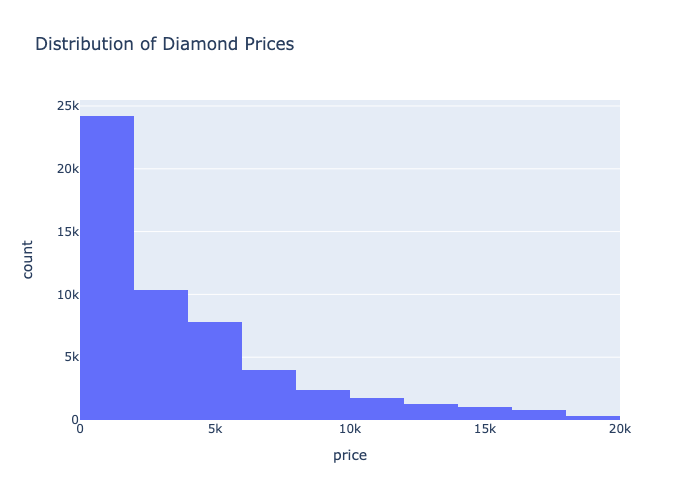 Distribution of Diamond Prices
25k
20k
15k
10k
5k
0
count
0 5k 10k 15k 20k
price